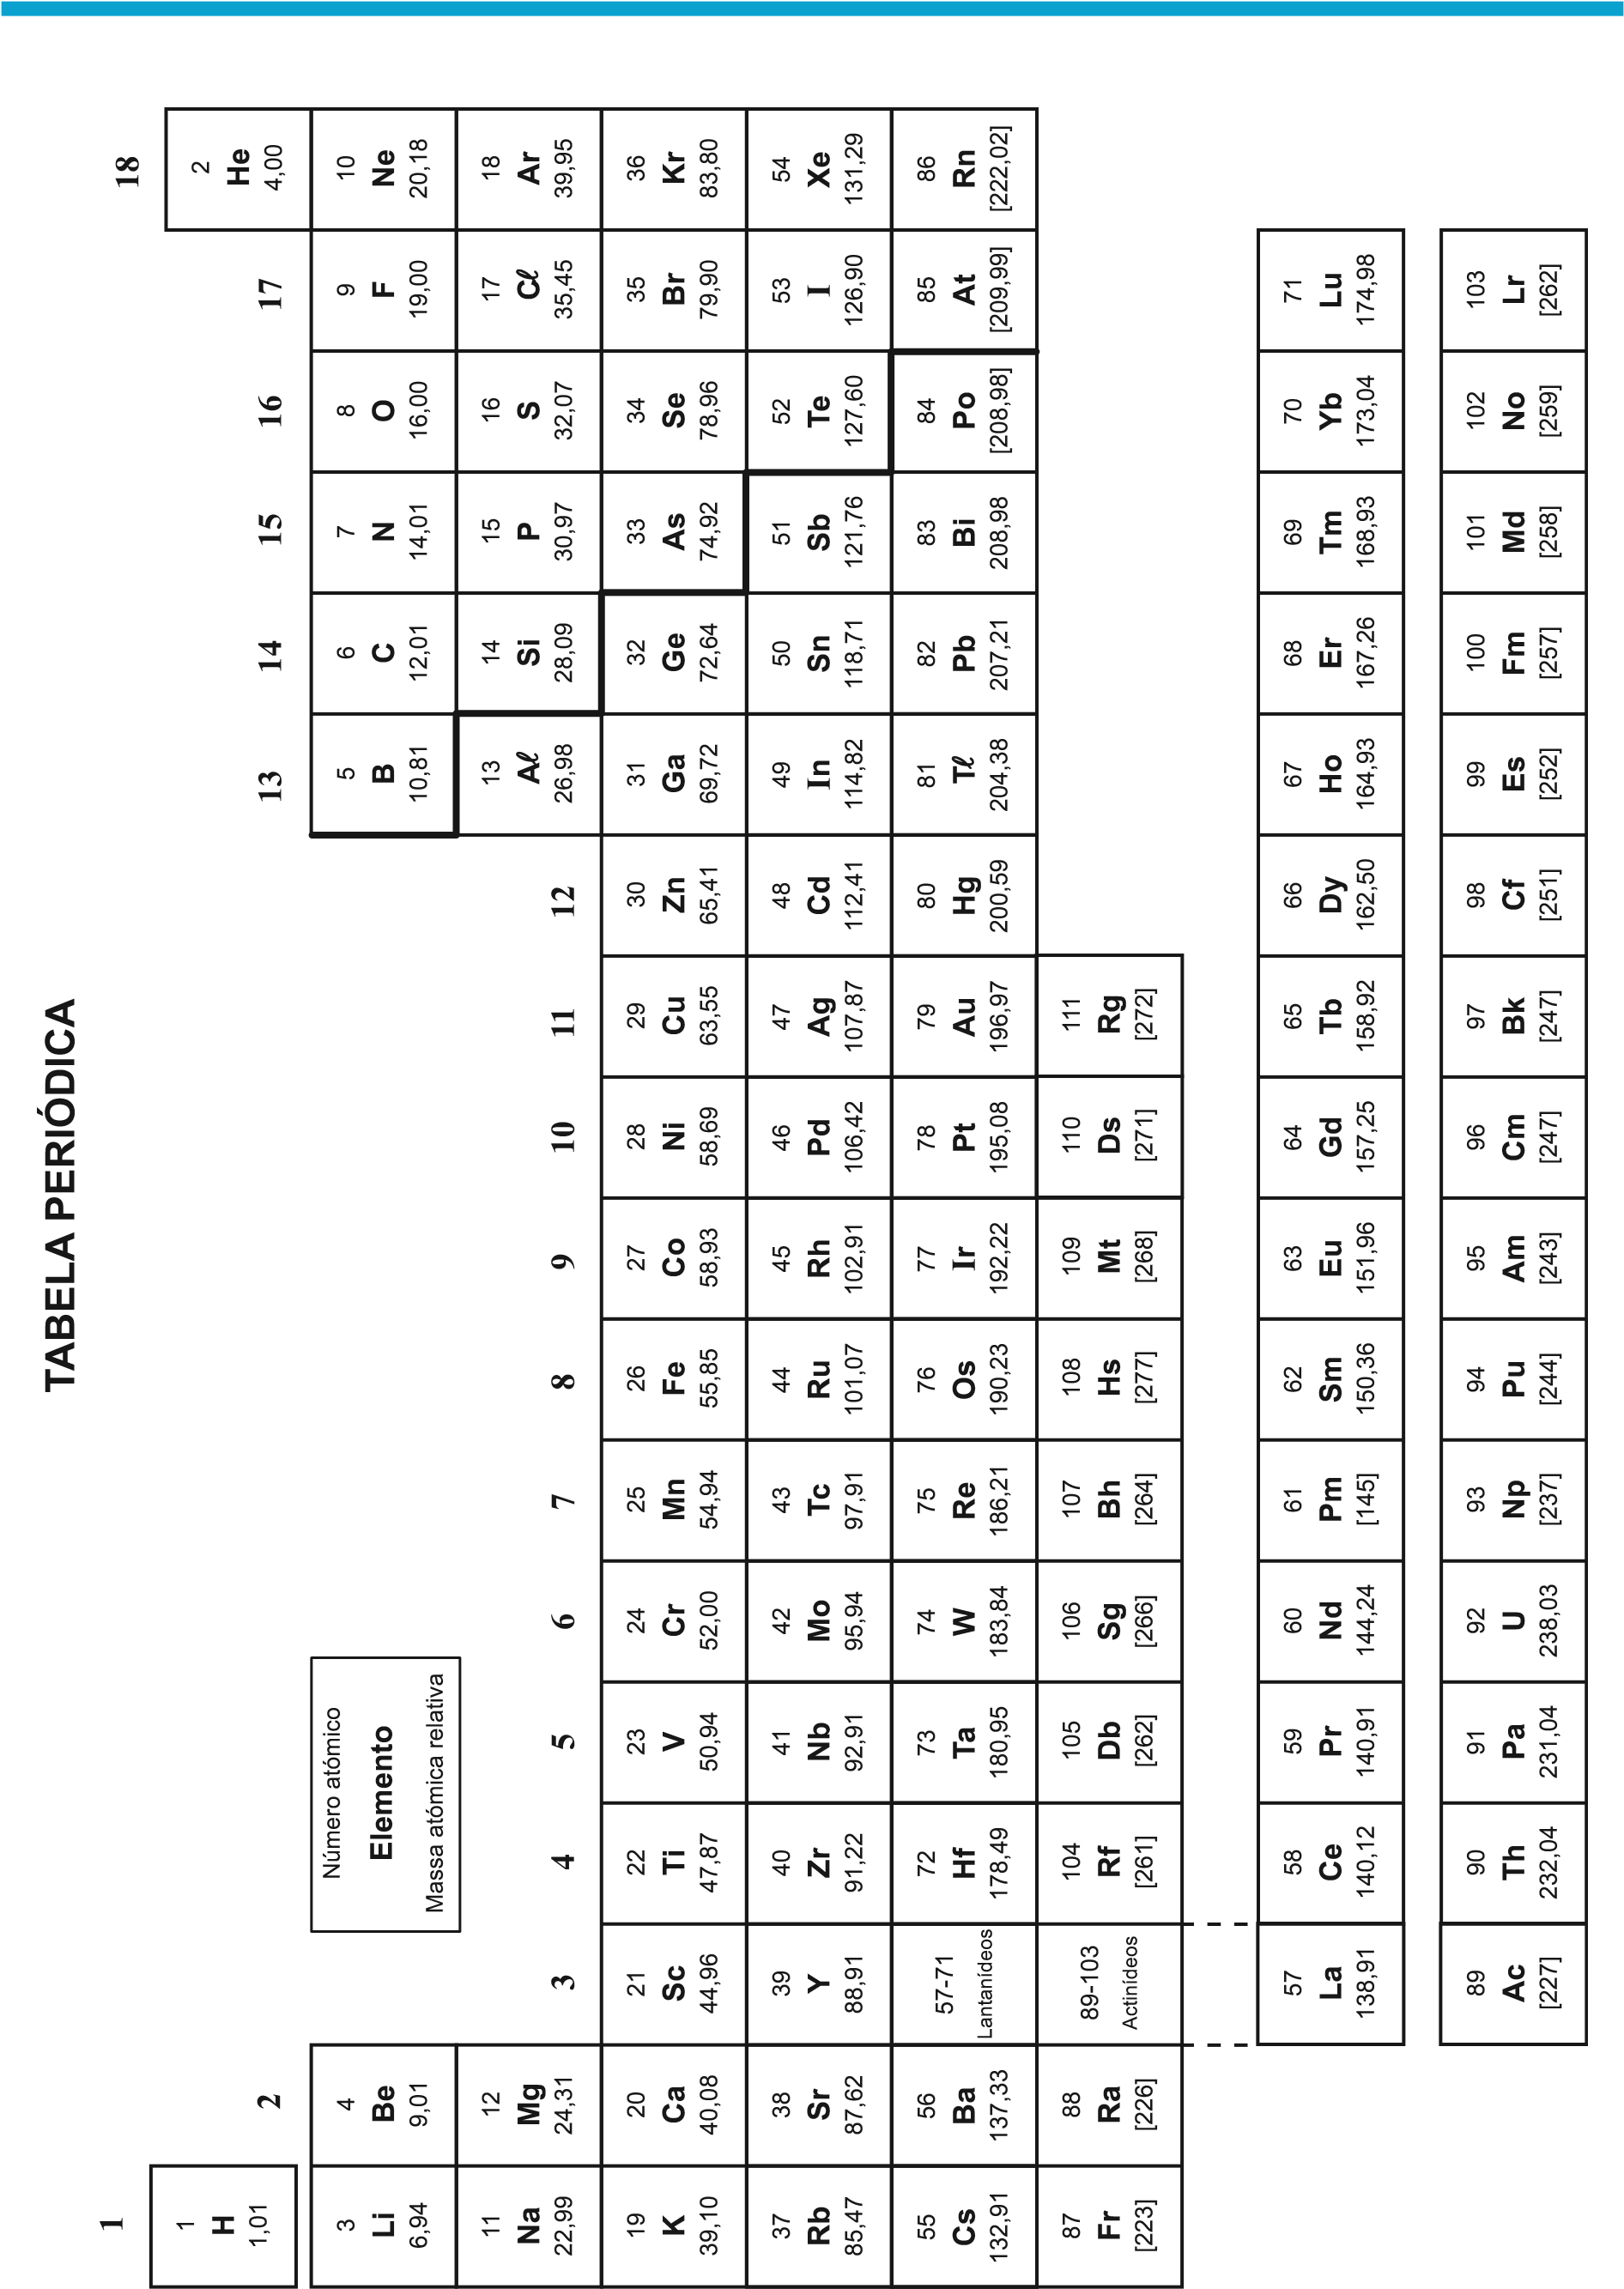 TABELA PERIÓDICA
1
2
3
4
5
6
7
8
9
10
11
12
13
14
15
16
17
18
Número atómico
Elemento
Massa atómica relativa
1
H
1,01
2
He
4,00
3
Li
6,94
4
Be
9,01
5
B
10,81
6
C
12,01
7
N
14,01
8
O
16,00
9
F
19,00
10
Ne
20,18
11
Na
22,99
12
Mg
24,31
13
Aℓ
26,98
14
Si
28,09
15
P
30,97
16
S
32,07
17
Cℓ
35,45
18
Ar
39,95
19
K
39,10
20
Ca
40,08
21
Sc
44,96
22
Ti
47,87
23
V
50,94
24
Cr
52,00
25
Mn
54,94
26
Fe
55,85
27
Co
58,93
28
Ni
58,69
29
Cu
63,55
30
Zn
65,41
31
Ga
69,72
32
Ge
72,64
33
As
74,92
34
Se
78,96
35
Br
79,90
36
Kr
83,80
37
Rb
85,47
38
Sr
87,62
39
Y
88,91
40
Zr
91,22
41
Nb
92,91
42
Mo
95,94
43
Tc
97,91
44
Ru
101,07
45
Rh
102,91
46
Pd
106,42
47
Ag
107,87
48
Cd
112,41
49
In
114,82
50
Sn
118,71
51
Sb
121,76
52
Te
127,60
53
I
126,90
54
Xe
131,29
55
Cs
132,91
56
Ba
137,33
57-71
Lantanídeos
72
Hf
178,49
73
Ta
180,95
74
W
183,84
75
Re
186,21
76
Os
190,23
77
Ir
192,22
78
Pt
195,08
79
Au
196,97
80
Hg
200,59
81
Tℓ
204,38
82
Pb
207,21
83
Bi
208,98
84
Po
[208,98]
85
At
[209,99]
86
Rn
[222,02]
87
Fr
[223]
88
Ra
[226]
89-103
Actinídeos
104
Rf
[261]
105
Db
[262]
106
Sg
[266]
107
Bh
[264]
108
Hs
[277]
109
Mt
[268]
110
Ds
[271]
111
Rg
[272]
57
La
138,91
58
Ce
140,12
59
Pr
140,91
60
Nd
144,24
61
Pm
[145]
62
Sm
150,36
63
Eu
151,96
64
Gd
157,25
65
Tb
158,92
66
Dy
162,50
67
Ho
164,93
68
Er
167,26
69
Tm
168,93
70
Yb
173,04
71
Lu
174,98
89
Ac
[227]
90
Th
232,04
91
Pa
231,04
92
U
238,03
93
Np
[237]
94
Pu
[244]
95
Am
[243]
96
Cm
[247]
97
Bk
[247]
98
Cf
[251]
99
Es
[252]
100
Fm
[257]
101
Md
[258]
102
No
[259]
103
Lr
[262]